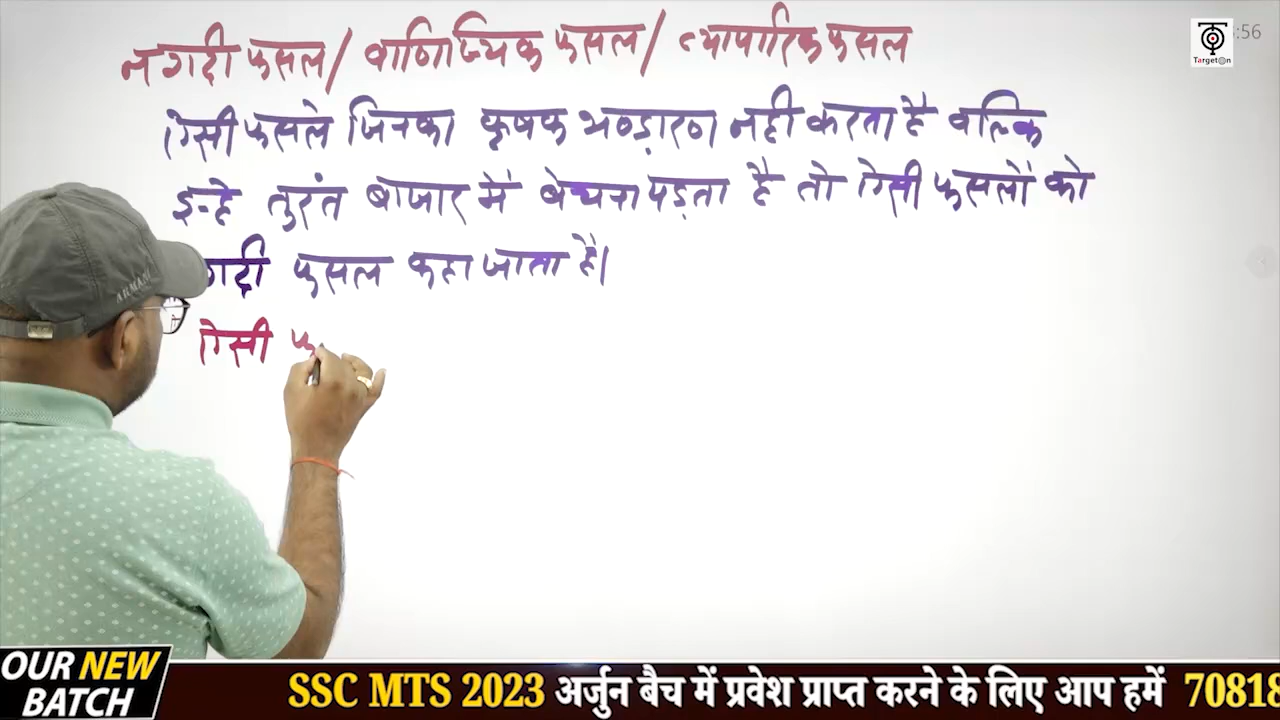 नगदी फसल/ वाणिज्यिक फसल/ व्यापारिक फसल
ऐसी फसले जिनका कृषक भण्ड़ारण नही करता है बल्कि
इन्हे तुरंत बाजार में बेचना पड़ता है तो ऐसी फसलों को
गदी फसल कहा जाता है।
ऐसी फ
:56
Target@n
OUR NEW
BATCH
SSC MTS 2023 अर्जुन बैच में प्रवेश प्राप्त करने के लिए आप हमें 70818